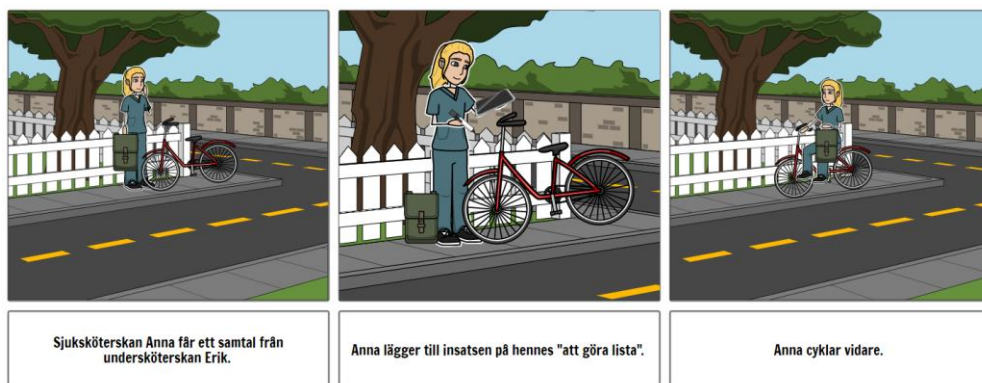 Sjuksköterskan Anna får ett samtal från
undersköterskan Erik.
Anna lägger till insatsen på hennes "att göra lista".
Anna cyklar vidare.